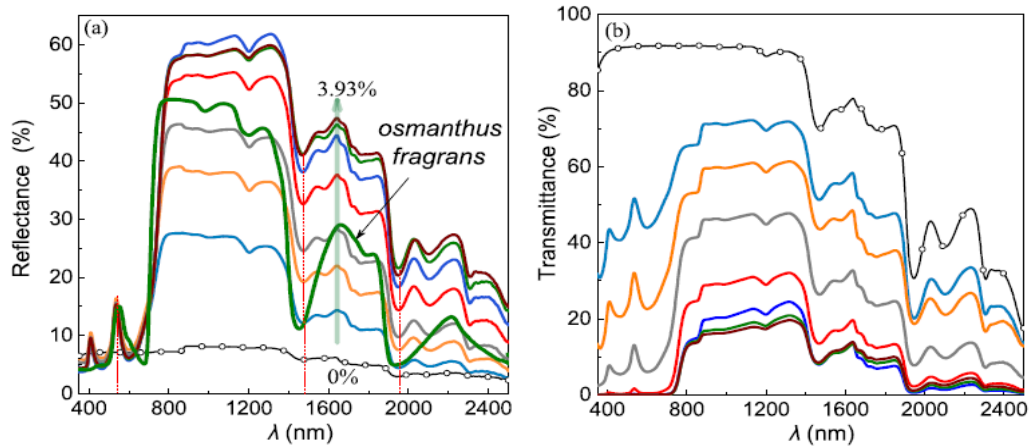 (a)
Reflectance (%)
60
50
40
30
20
10
0
3.93%
osmanthus
fragrans
0%
400 800 1200 1600 2000 2400
λ (nm)
(b)
Transmittance (%)
100
80
60
40
20
0
400 800 1200 1600 2000 2400
λ (nm)